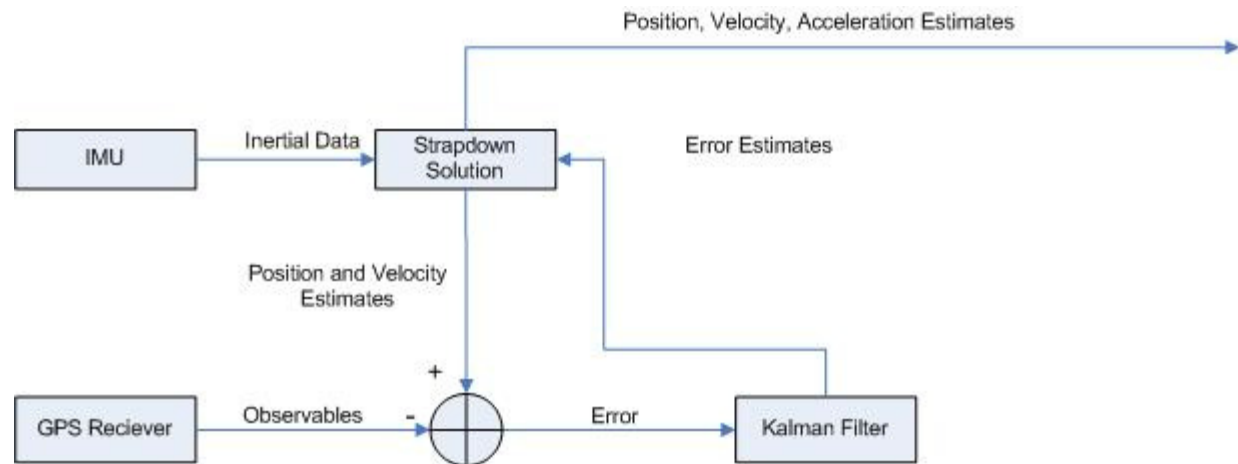 Position, Velocity, Acceleration Estimates
IMU
Inertial Data
Strapdown
Solution
Error Estimates
Position and Velocity
Estimates
+
GPS Reciever
Observables
-
Error
Kalman Filter